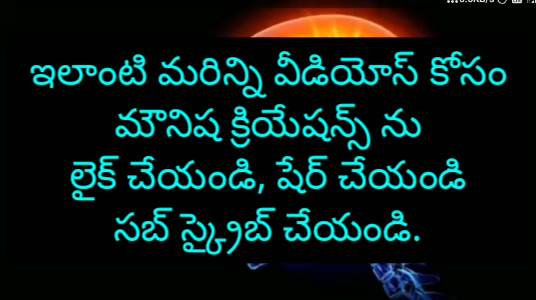 ఇలాంటి మరిన్ని వీడియోస్ కోసం
మౌనిష క్రియేషన్స్ ను
లైక్ చేయండి, షేర్ చేయండి
సబ్ స్క్రైబ్ చేయండి.